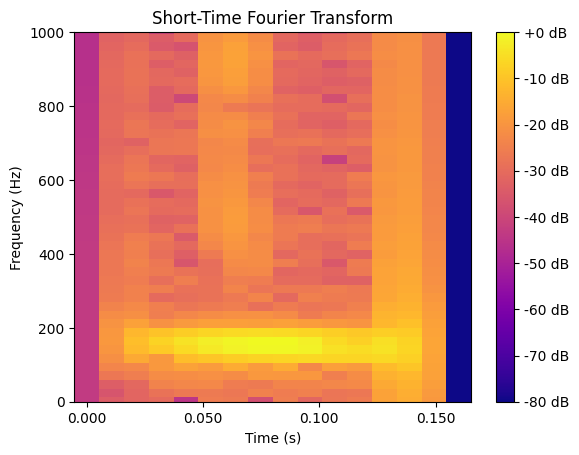 Short-Time Fourier Transform
1000
800
600
400
200
0
Frequency (Hz)
0.000
0.050
0.100
0.150
Time (s)
+0 dB
-10 dB
-20 dB
-30 dB
-40 dB
-50 dB
-60 dB
-70 dB
-80 dB